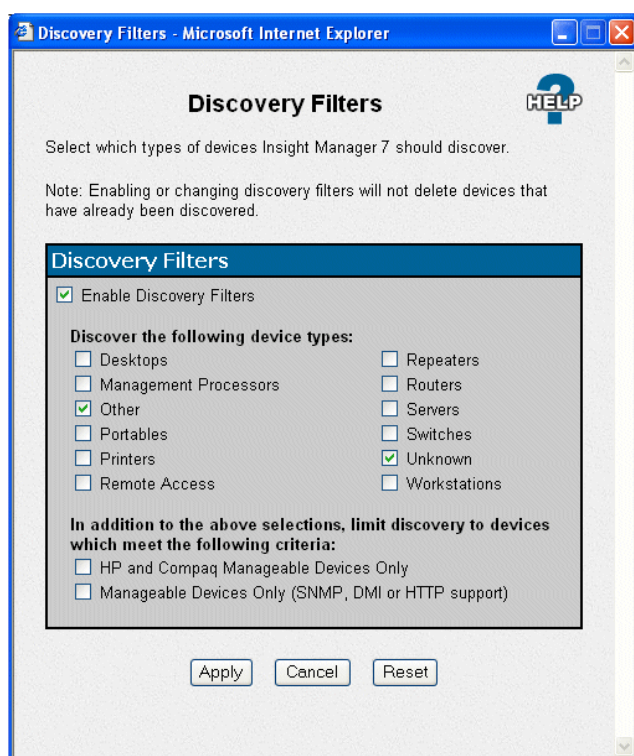 Discovery Filters - Microsoft Internet Explorer
Discovery Filters
HELP
Select which types of devices Insight Manager 7 should discover.
Note: Enabling or changing discovery filters will not delete devices that
have already been discovered.
Discovery Filters
Enable Discovery Filters
Discover the following device types:
Desktops
Management Processors
Other
Portables
Printers
Remote Access
Repeaters
Routers
Servers
Switches
Unknown
Workstations
In addition to the above selections, limit discovery to devices
which meet the following criteria:
HP and Compaq Manageable Devices Only
Manageable Devices Only (SNMP, DMI or HTTP support)
Apply
Cancel
Reset